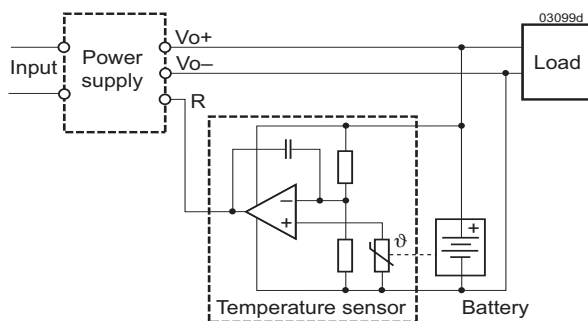 03099d
Vo+
Power supply
Input
Vo–
Load
R
–
+
ϑ
+
Temperature sensor
Battery